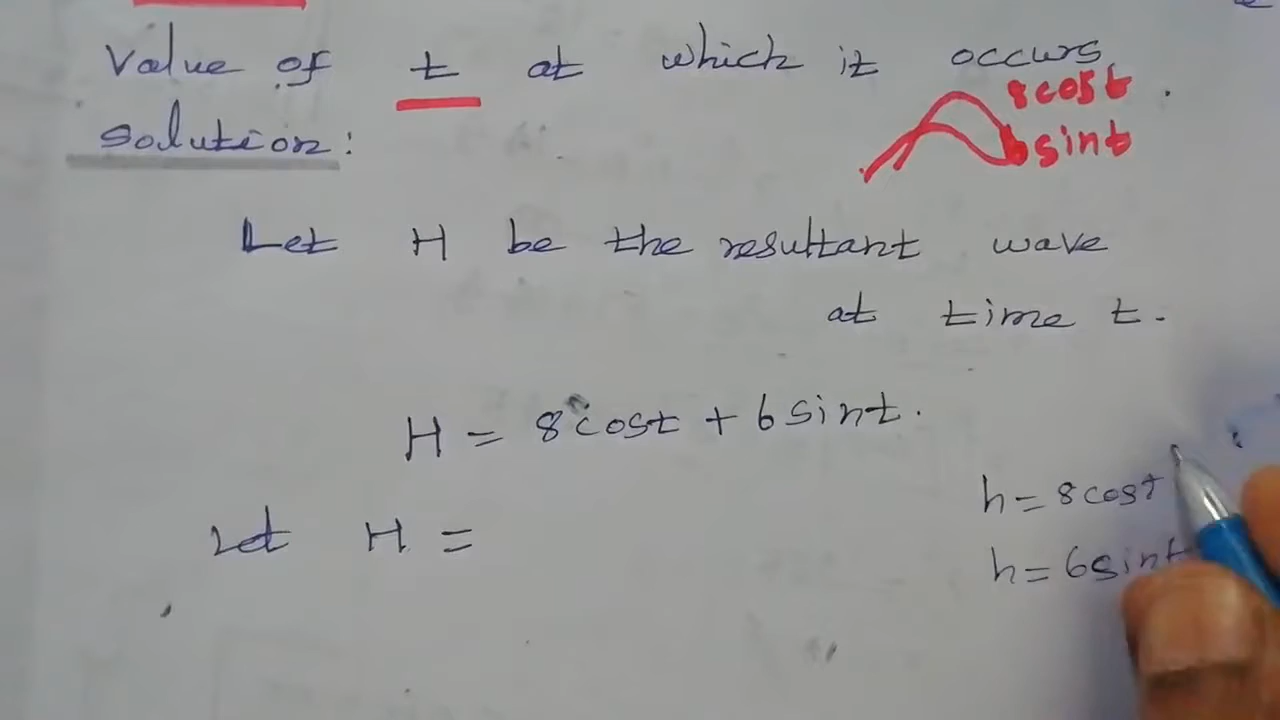 Value of t at which it occurs.
8cost
6sint
Solution:
Let H be the resultant wave
at time t.
H = 8cost + 6sint.
h = 8cost
Let H =
h = 6sint